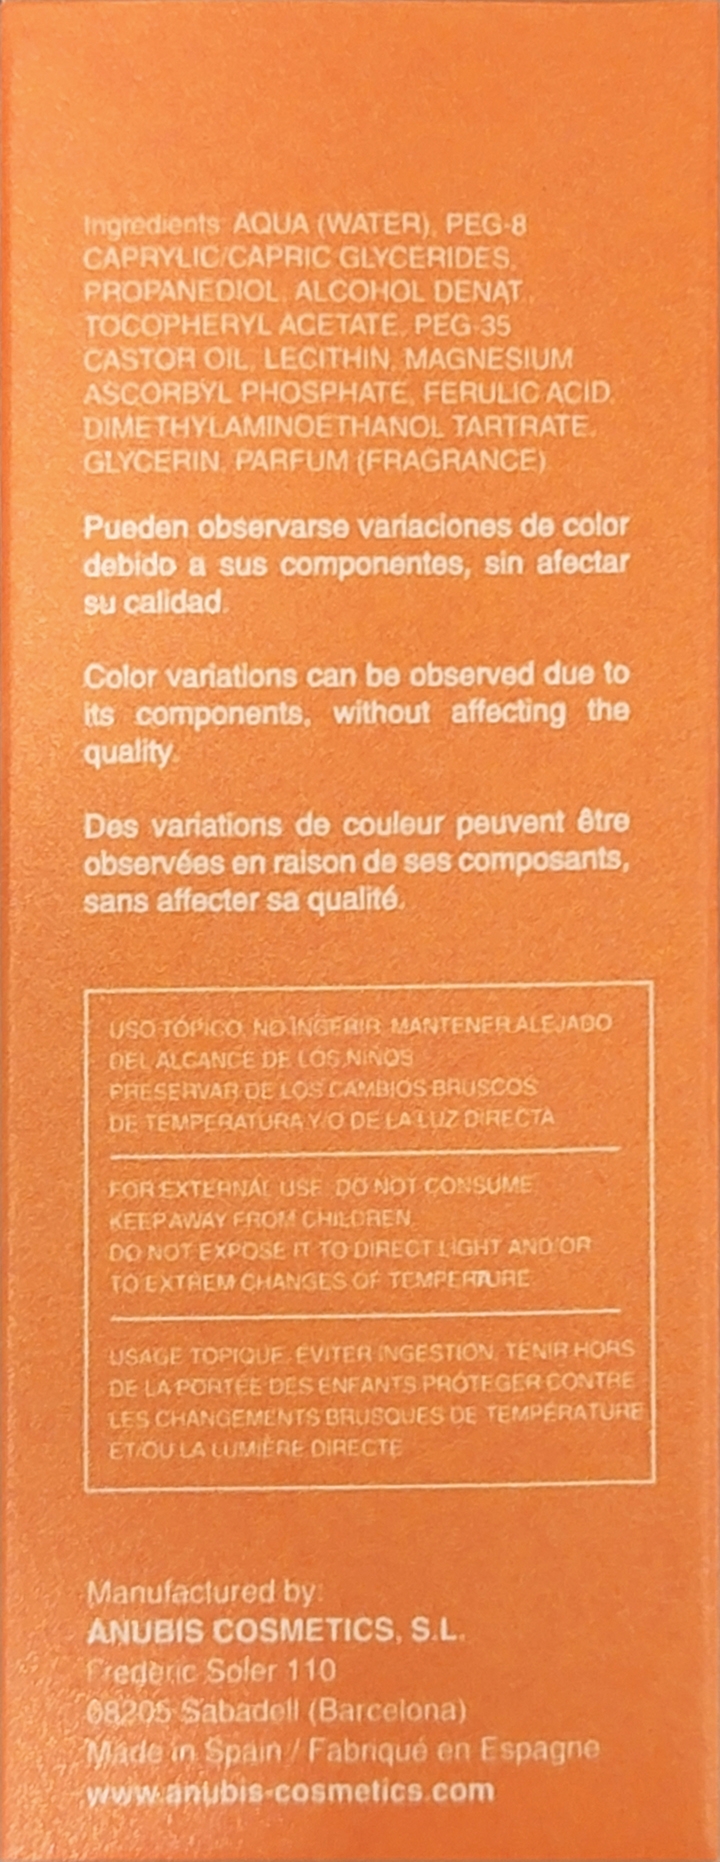 Ingredients: AQUA (WATER), PEG-8
CAPRYLIC/CAPRIC GLYCERIDES,
PROPANEDIOL, ALCOHOL DENAT.,
TOCOPHERYL ACETATE, PEG-35
CASTOR OIL, LECITHIN, MAGNESIUM
ASCORBYL PHOSPHATE, FERULIC ACID,
DIMETHYLAMINOETHANOL TARTRATE,
GLYCERIN, PARFUM (FRAGRANCE)
Pueden observarse variaciones de color
debido a sus componentes, sin afectar
su calidad.
Color variations can be observed due to
its components, without affecting the
quality.
Des variations de couleur peuvent être
observées en raison de ses composants,
sans affecter sa qualité.
USO TÓPICO. NO INGERIR. MANTENER ALEJADO
DEL ALCANCE DE LOS NIÑOS
PRESERVAR DE LOS CAMBIOS BRUSCOS
DE TEMPERATURA Y/O DE LA LUZ DIRECTA
FOR EXTERNAL USE. DO NOT CONSUME
KEEP AWAY FROM CHILDREN
DO NOT EXPOSE IT TO DIRECT LIGHT AND/OR
TO EXTREM CHANGES OF TEMPERTURE
USAGE TOPIQUE. ÉVITER INGESTION. TENIR HORS
DE LA PORTÉE DES ENFANTS PRÓTEGER CONTRE
LES CHANGEMENTS BRUSQUES DE TEMPÉRATURE
ET/OU LA LUMIÈRE DIRECTE
Manufactured by:
ANUBIS COSMETICS, S.L.
Frederic Soler 110
08205 Sabadell (Barcelona)
Made in Spain / Fabriqué en Espagne
www.anubis-cosmetics.com